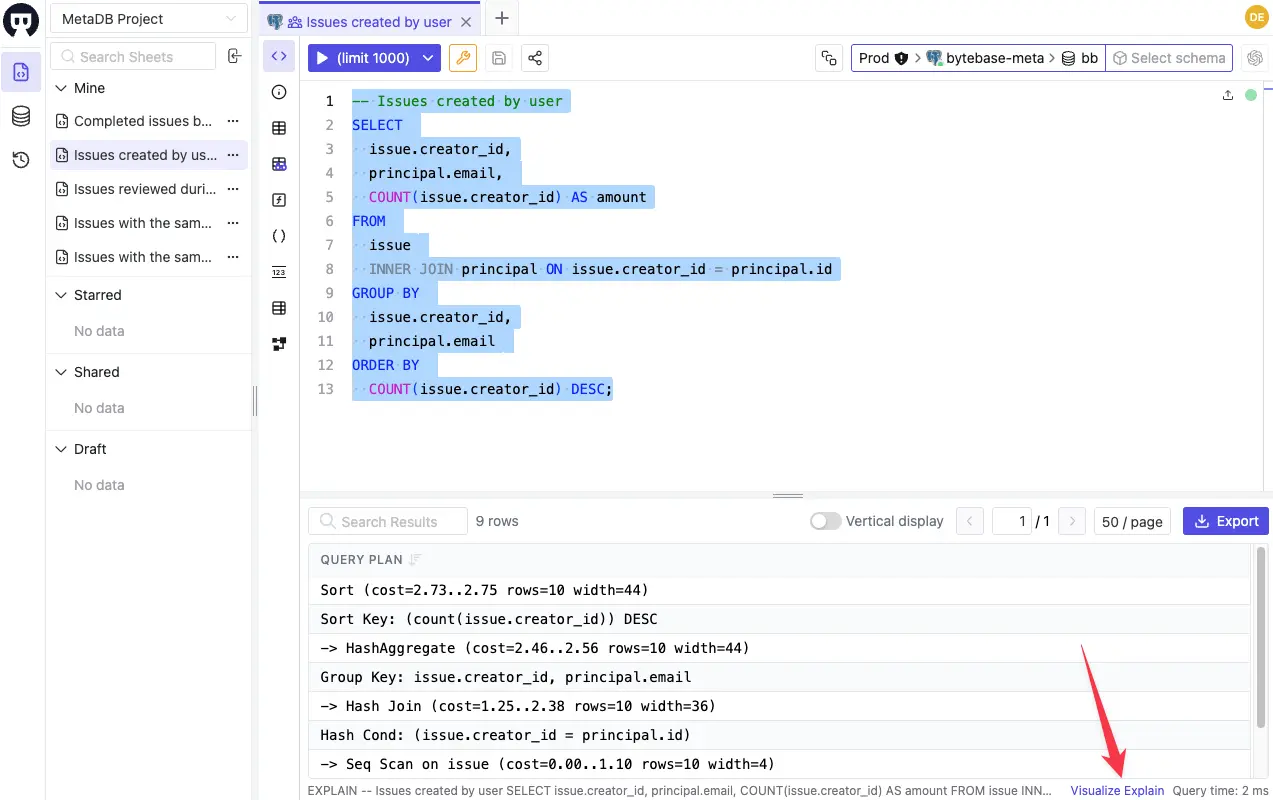 MetaDB Project
Issues created by user
DE
Search Sheets
(limit 1000)
Prod > bytebase-meta > bb
Select schema
Mine
Completed issues b...
Issues created by us...
Issues reviewed duri...
Issues with the sam...
Issues with the sam...
Starred
No data
Shared
No data
Draft
No data
( )
123
1 -- Issues created by user
2 SELECT
3 issue.creator_id,
4 principal.email,
5 COUNT(issue.creator_id) AS amount
6 FROM
7 issue
8 INNER JOIN principal ON issue.creator_id = principal.id
9 GROUP BY
10 issue.creator_id,
11 principal.email
12 ORDER BY
13 COUNT(issue.creator_id) DESC;
Search Results
9 rows
Vertical display
1 / 1
50 / page
Export
QUERY PLAN
Sort (cost=2.73..2.75 rows=10 width=44)
Sort Key: (count(issue.creator_id)) DESC
-> HashAggregate (cost=2.46..2.56 rows=10 width=44)
Group Key: issue.creator_id, principal.email
-> Hash Join (cost=1.25..2.38 rows=10 width=36)
Hash Cond: (issue.creator_id = principal.id)
-> Seq Scan on issue (cost=0.00..1.10 rows=10 width=4)
EXPLAIN -- Issues created by user SELECT issue.creator_id, principal.email, COUNT(issue.creator_id) AS amount FROM issue INN...
Visualize Explain
Query time: 2 ms